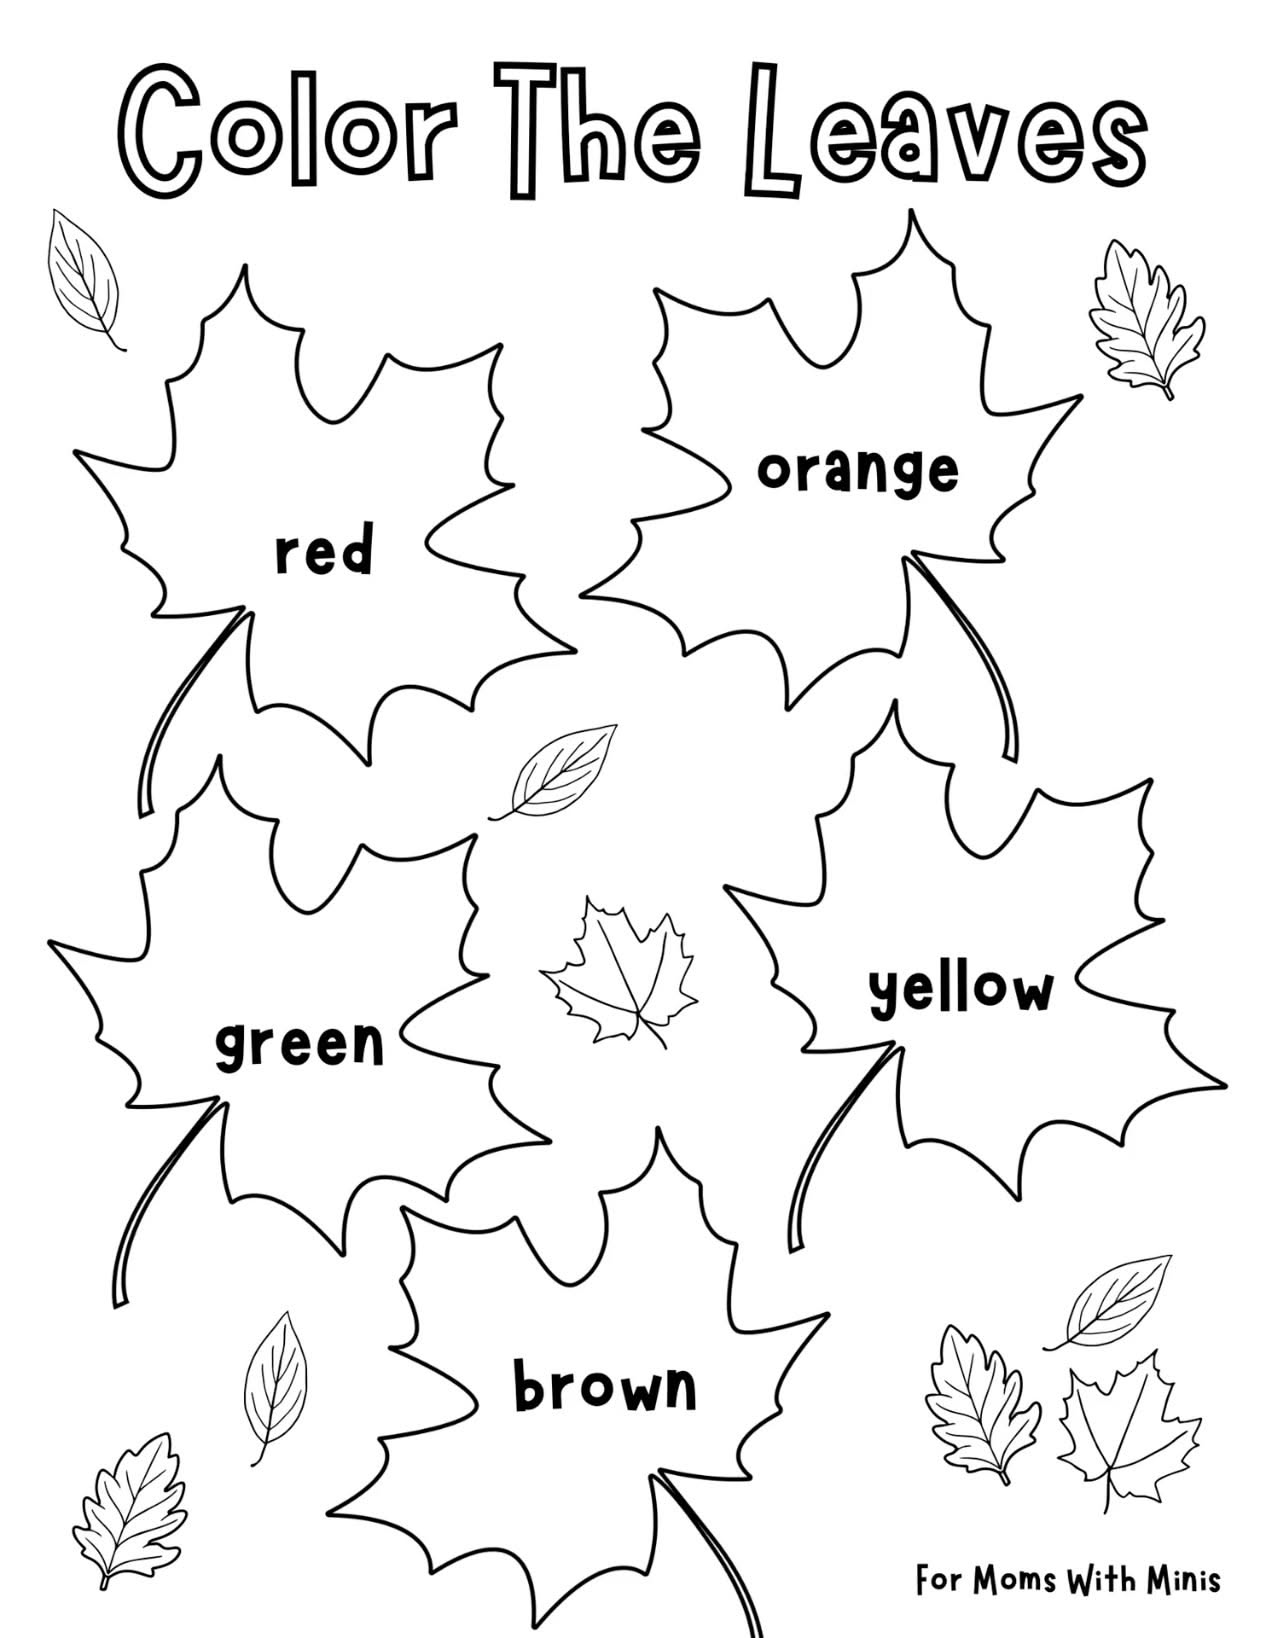 Color The Leaves
red
orange
green
yellow
brown
For Moms With Minis